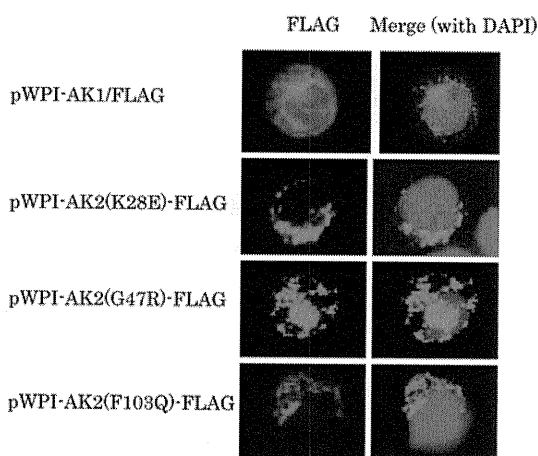 FLAG Merge (with DAPI)
pWPI-AK1/FLAG
pWPI-AK2(K28E)-FLAG
pWPI-AK2(G47R)-FLAG
pWPI-AK2(F103Q)-FLAG